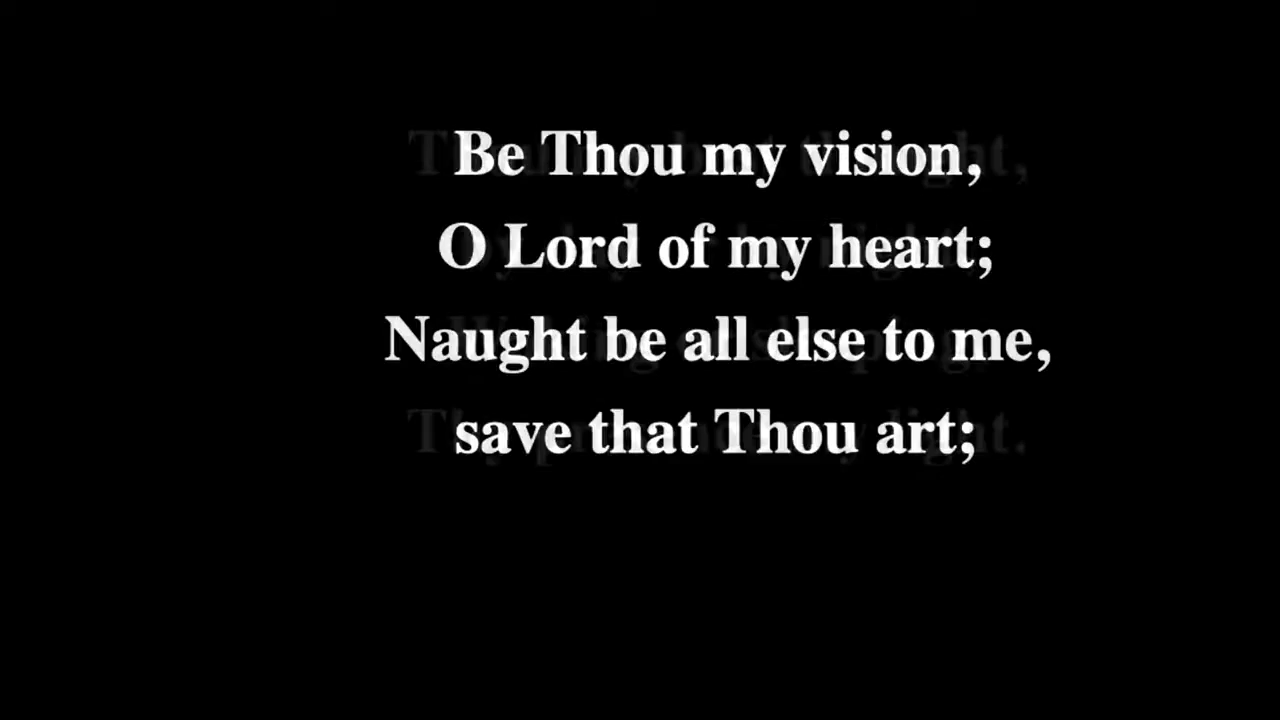 Be Thou my vision,
O Lord of my heart;
Naught be all else to me,
save that Thou art;